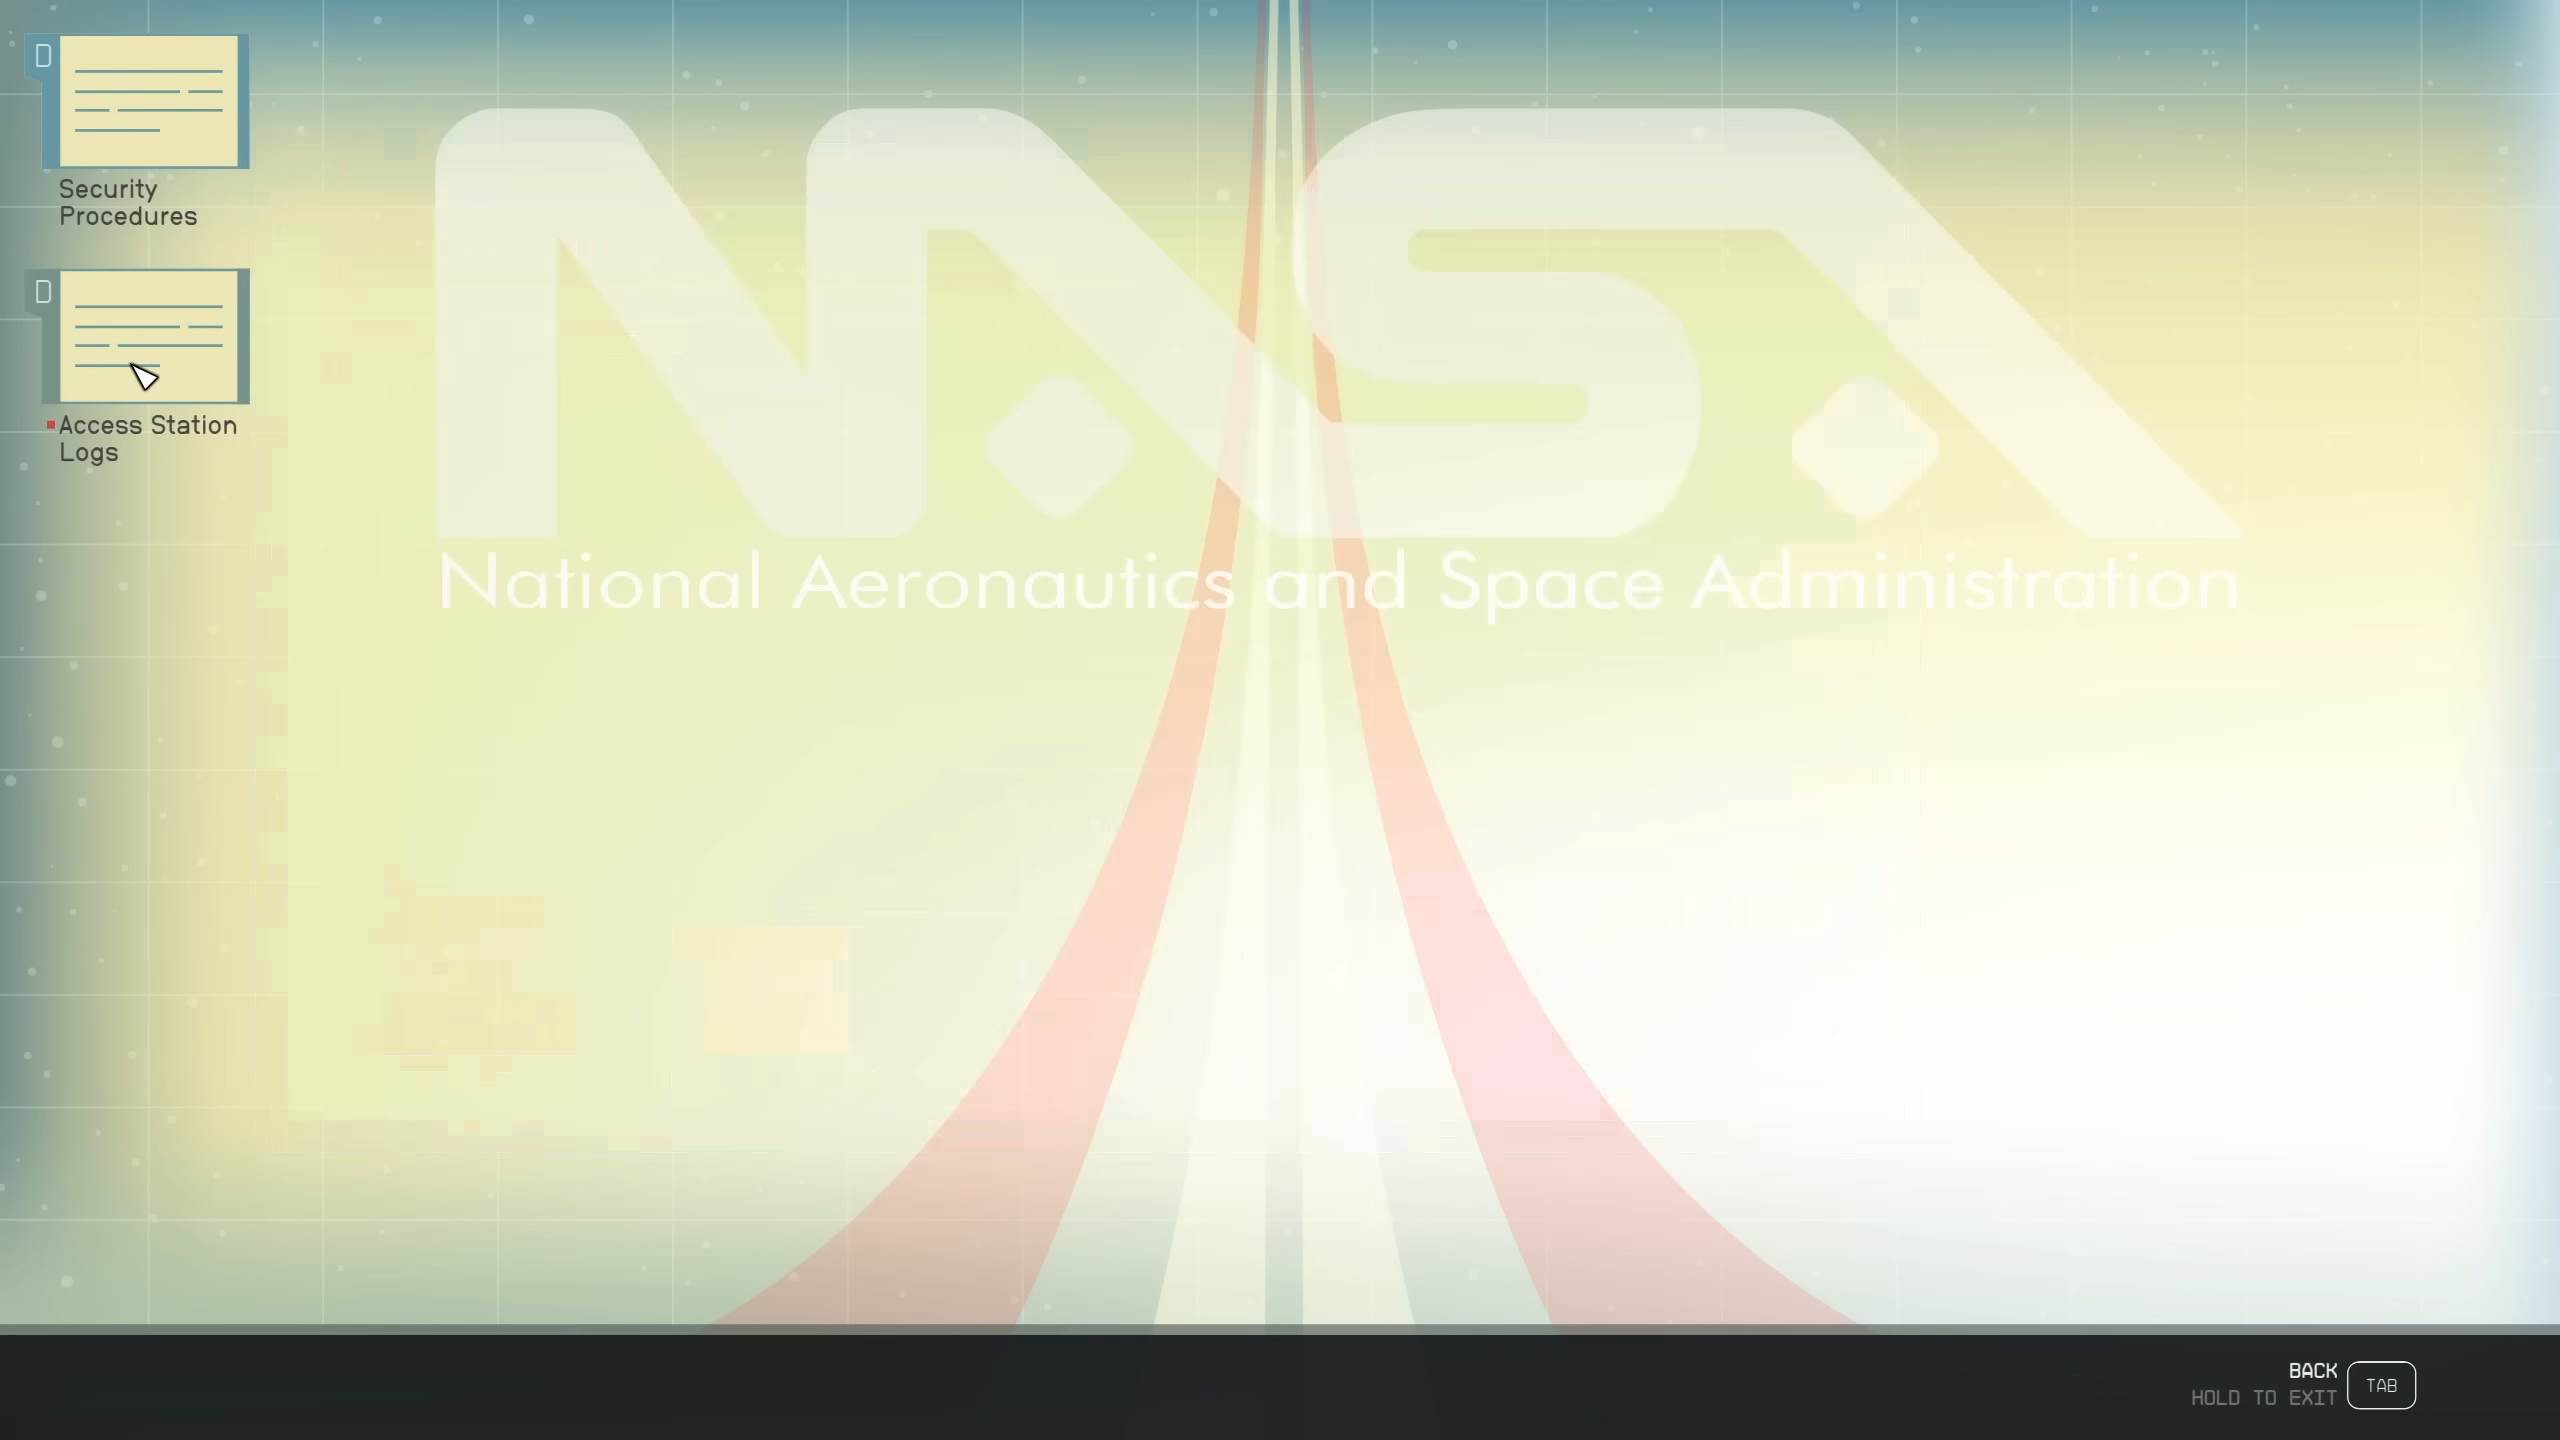 Security
Procedures
Access Station
Logs
NASA
National Aeronautics and Space Administration
BACK
HOLD TO EXIT
TAB